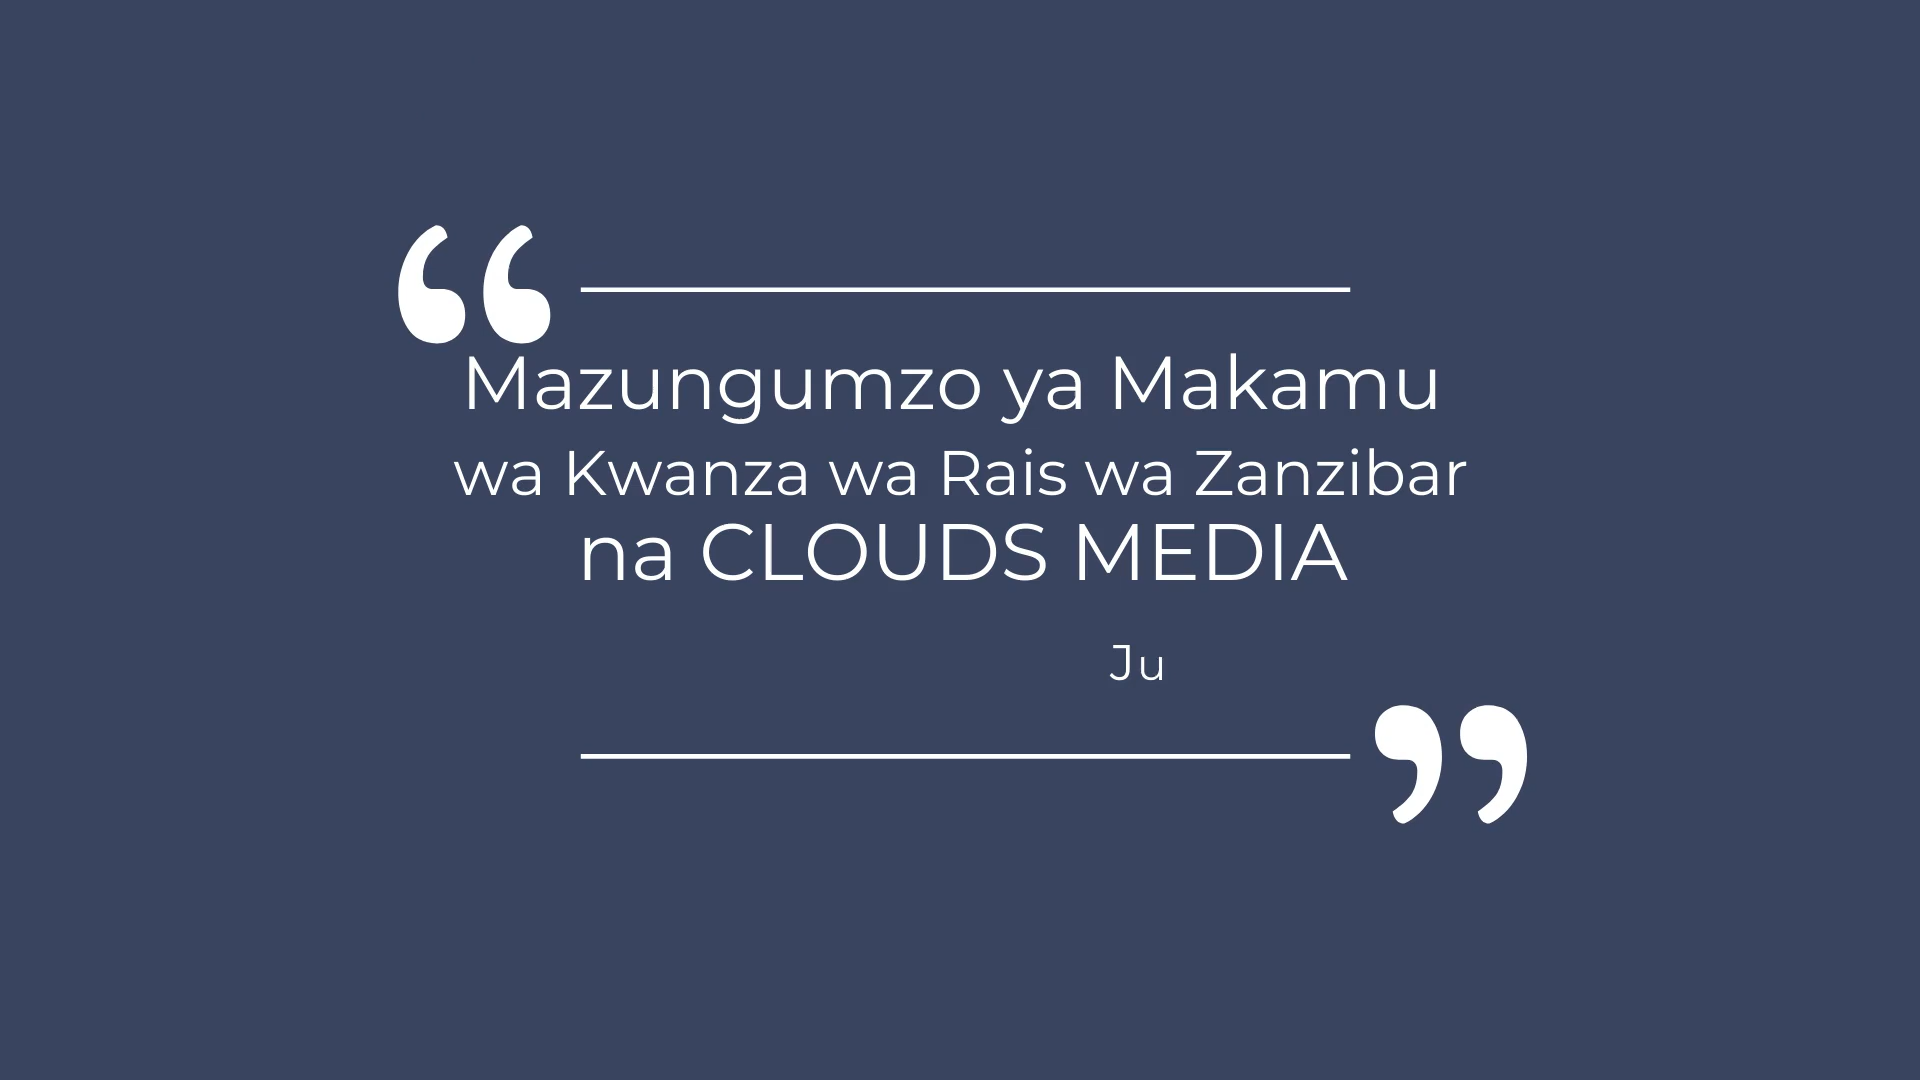 Mazungumzo ya Makamu
wa Kwanza wa Rais wa Zanzibar
na CLOUDS MEDIA
Ju